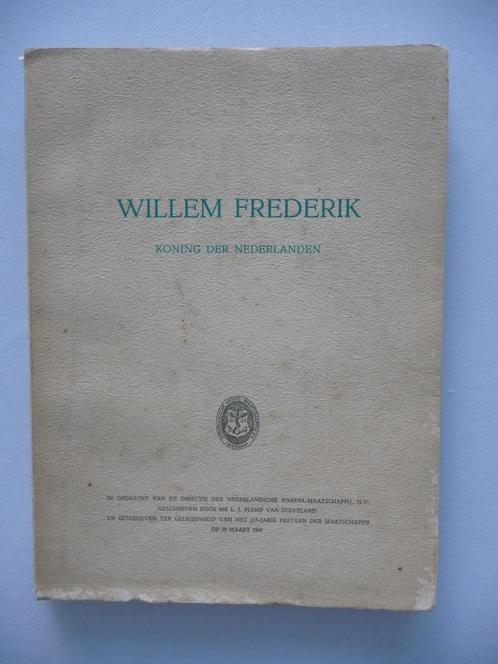 WILLEM FREDERIK
KONING DER NEDERLANDEN
IN OPDRACHT VAN DE DIRECTIE DER NEDERLANDSCHE HANDEL-MAATSCHAPPIJ, N.V.
GESCHREVEN DOOR MR L. J. PLEMP VAN DUIVELAND
EN UITGEGEVEN TER GELEGENHEID VAN HET 125-JARIG BESTAAN DER MAATSCHAPPIJ
OP 29 MAART 1949